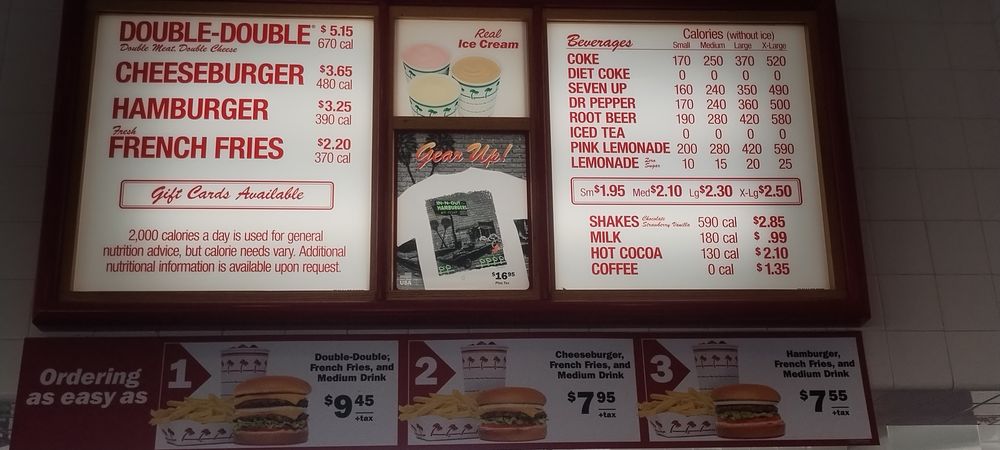 DOUBLE-DOUBLE® $5.15
Double Meat, Double Cheese 670 cal
CHEESEBURGER $3.65
480 cal
HAMBURGER $3.25
390 cal
Fresh
FRENCH FRIES $2.20
370 cal
Gift Cards Available
2,000 calories a day is used for general
nutrition advice, but calorie needs vary. Additional
nutritional information is available upon request.
Real
Ice Cream
Gear Up!
IN-N-OUT
HAMBURGERS
USA
$16.95
Plus Tax
Beverages Calories (without ice)
Small Medium Large X-Large
COKE 170 250 370 520
DIET COKE 0 0 0 0
SEVEN UP 160 240 350 490
DR PEPPER 170 240 360 500
ROOT BEER 190 280 420 580
ICED TEA 0 0 0 0
PINK LEMONADE 200 280 420 590
LEMONADE Zero Sugar 10 15 20 25
Sm$1.95 Med$2.10 Lg$2.30 X-Lg$2.50
SHAKES Chocolate Strawberry Vanilla 590 cal $2.85
MILK 180 cal $ .99
HOT COCOA 130 cal $2.10
COFFEE 0 cal $1.35
Ordering
as easy as
1
Double-Double,
French Fries, and
Medium Drink
$9.45
+tax
2
Cheeseburger,
French Fries, and
Medium Drink
$7.95
+tax
3
Hamburger,
French Fries, and
Medium Drink
$7.55
+tax